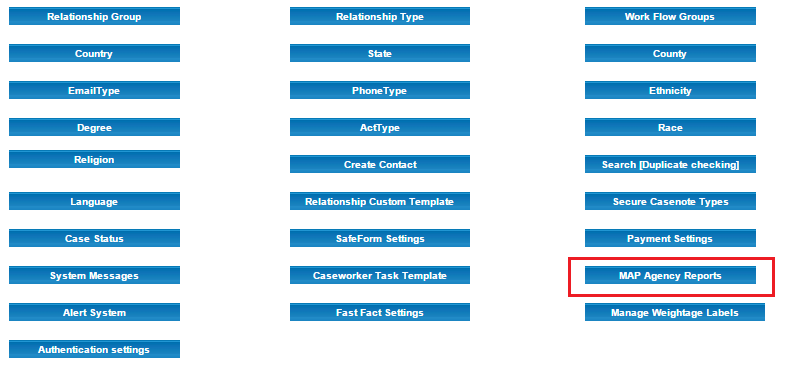 Relationship Group
Relationship Type
Work Flow Groups
Country
State
County
EmailType
PhoneType
Ethnicity
Degree
ActType
Race
Religion
Create Contact
Search [Duplicate checking]
Language
Relationship Custom Template
Secure Casenote Types
Case Status
SafeForm Settings
Payment Settings
System Messages
Caseworker Task Template
MAP Agency Reports
Alert System
Fast Fact Settings
Manage Weightage Labels
Authentication settings